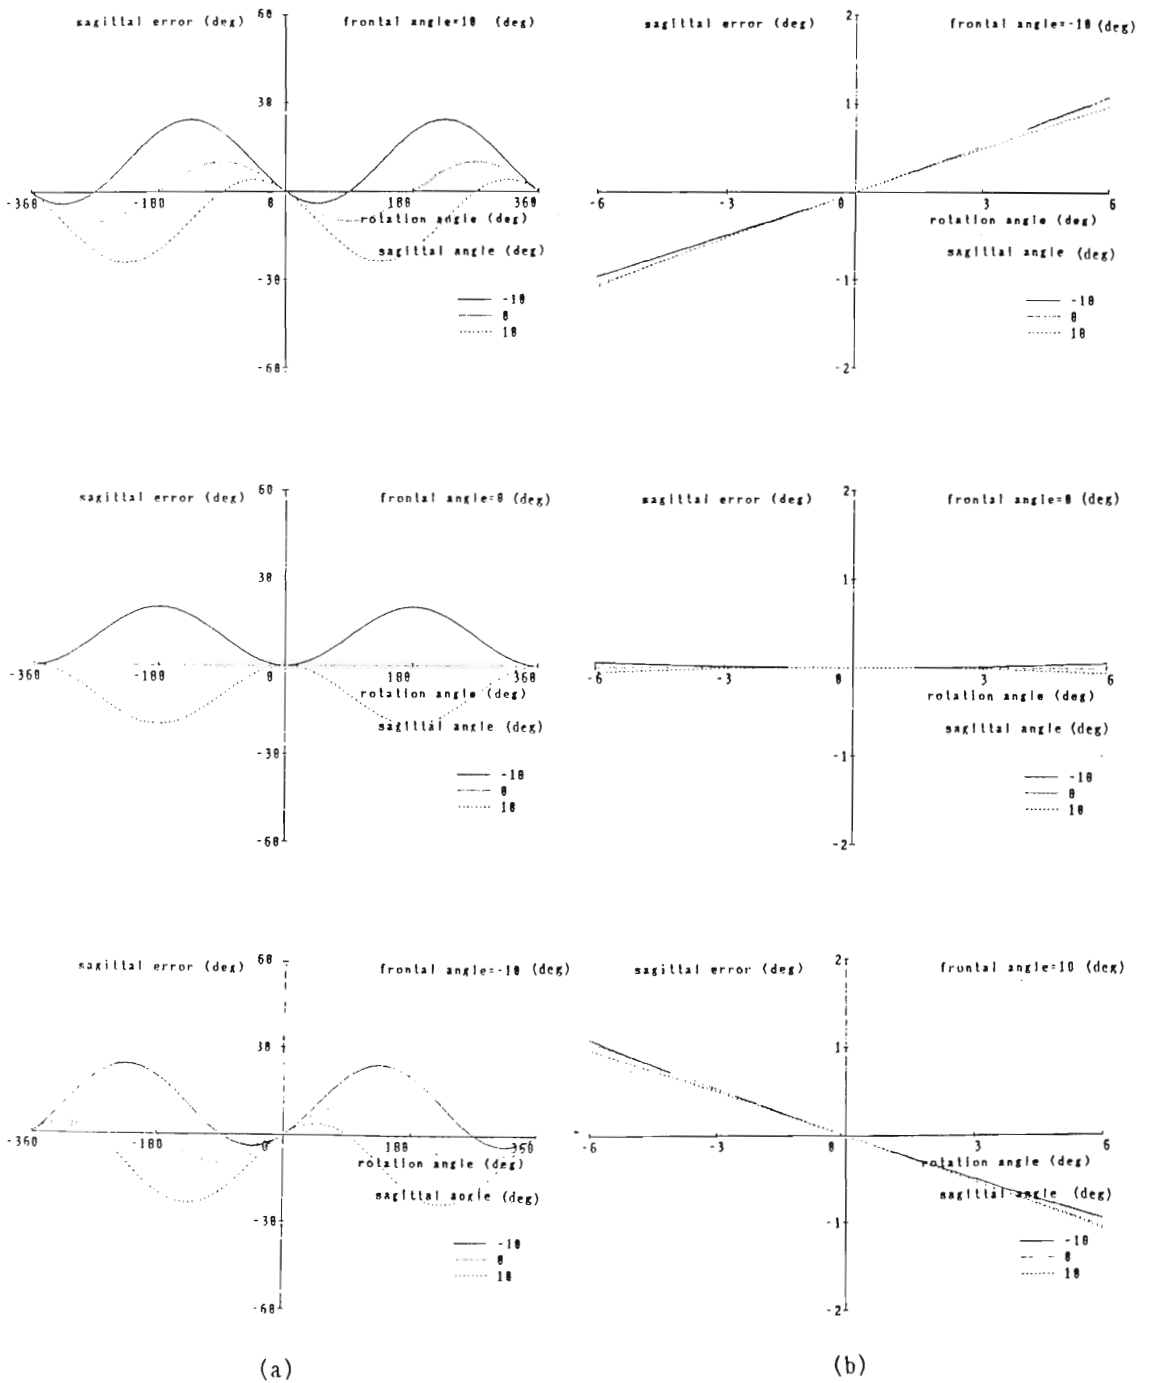 sagittal error (deg)
60
frontal angle=10 (deg)
30
-360
-180
0
180
360
rotation angle (deg)
sagittal angle (deg)
-30
-10
0
10
-60
sagittal error (deg)
2
frontal angle=-10 (deg)
1
-6
-3
0
3
6
rotation angle (deg)
sagittal angle (deg)
-1
-10
0
10
-2
sagittal error (deg)
60
frontal angle=0 (deg)
30
-360
-180
0
180
360
rotation angle (deg)
sagittal angle (deg)
-30
-10
0
10
-60
sagittal error (deg)
2
frontal angle=0 (deg)
1
-6
-3
0
3
6
rotation angle (deg)
sagittal angle (deg)
-1
-10
0
10
-2
sagittal error (deg)
60
frontal angle=-10 (deg)
30
-360
-180
0
180
360
rotation angle (deg)
sagittal angle (deg)
-30
-10
0
10
-60
sagittal error (deg)
2
frontal angle=10 (deg)
1
-6
-3
0
3
6
rotation angle (deg)
sagittal angle (deg)
-1
-10
0
10
-2
(a)
(b)